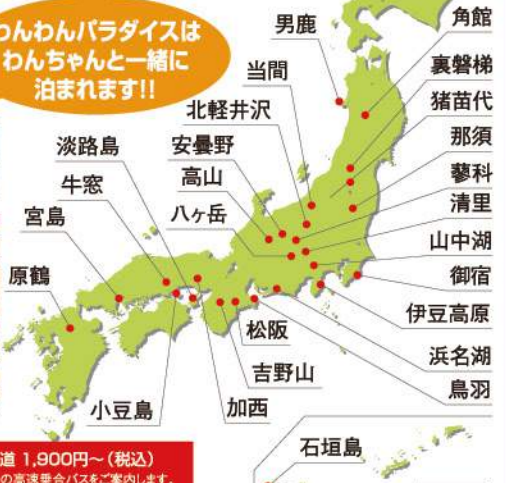 わんわんパラダイスは
わんちゃんと一緒に
泊まれます!!
男鹿
当間
北軽井沢
安曇野
高山
八ヶ岳
淡路島
牛窓
宮島
原鶴
角館
裏磐梯
猪苗代
那須
蓼科
清里
山中湖
御宿
伊豆高原
浜名湖
鳥羽
松阪
吉野山
加西
小豆島
石垣島
道 1,900円~(税込)
の高速乗合バスをご案内します。